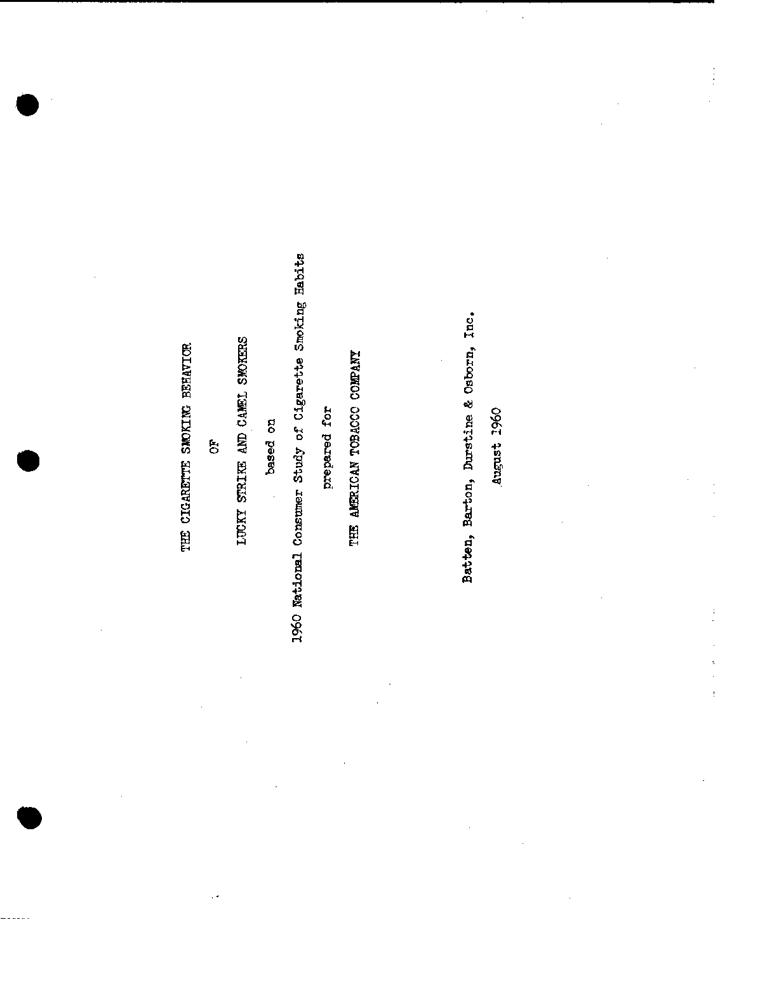 THE CIGARETTE SMOKING BEHAVIOR
OF
LUCKY STRIKE AND CAMEL SMOKERS
based on
1960 National Consumer Study of Cigarette Smoking Habits
prepared for
THE AMERICAN TOBACCO COMPANY
Batten, Barton, Durstine & Osborn, Inc.
August 1960